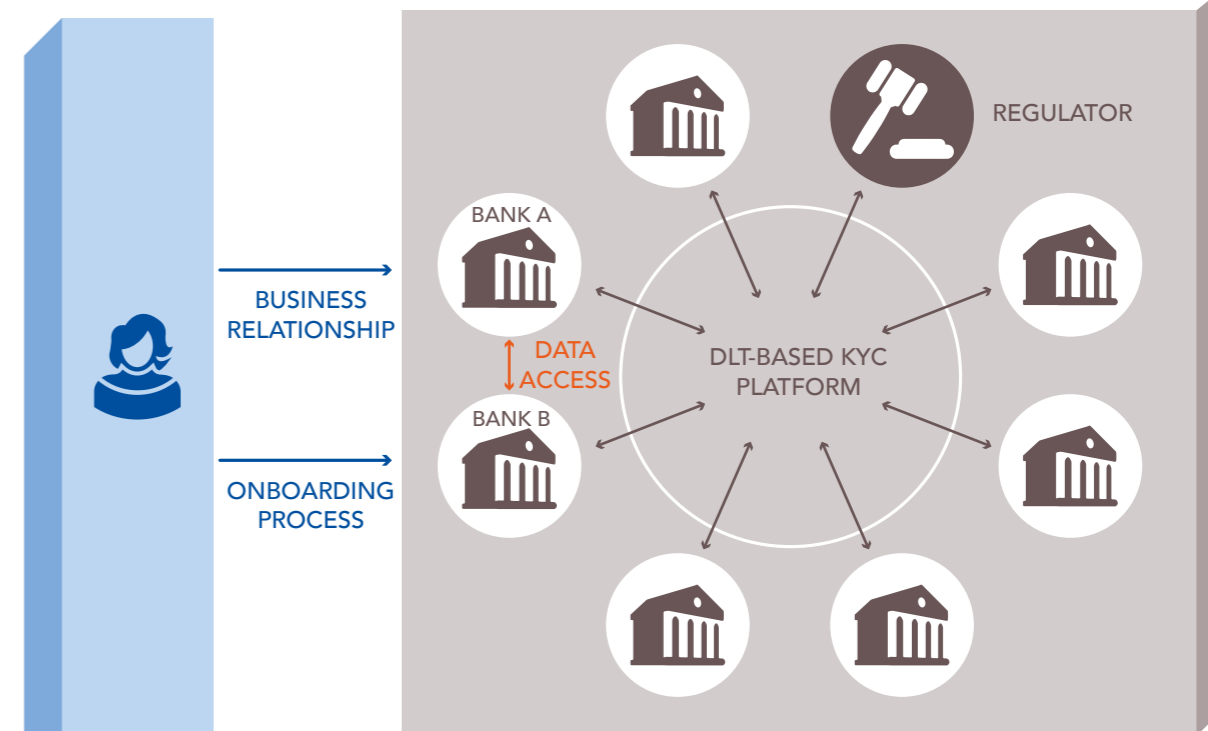 REGULATOR
BANK A
BUSINESS
RELATIONSHIP
DATA
ACCESS
DLT-BASED KYC
PLATFORM
BANK B
ONBOARDING
PROCESS